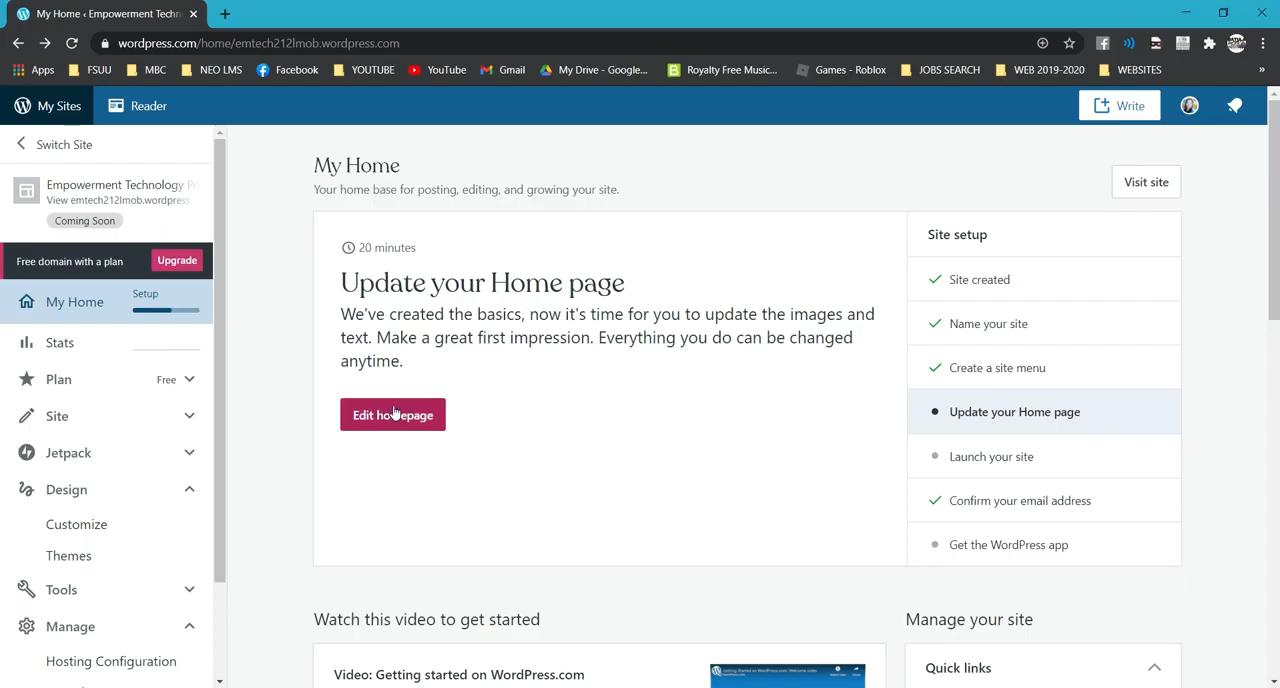 My Home ‹ Empowerment Techn
wordpress.com/home/emtech212lmob.wordpress.com
Apps FSUU MBC NEO LMS Facebook YOUTUBE YouTube Gmail My Drive - Google... Royalty Free Music... Games - Roblox JOBS SEARCH WEB 2019-2020 WEBSITES »
My Sites Reader Write
Switch Site
Empowerment Technology Po
View emtech212lmob.wordpress.
Coming Soon
Free domain with a plan Upgrade
My Home Setup
Stats
Plan Free
Site
Jetpack
Design
Customize
Themes
Tools
Manage
Hosting Configuration
My Home
Your home base for posting, editing, and growing your site.
Visit site
20 minutes
Update your Home page
We've created the basics, now it's time for you to update the images and
text. Make a great first impression. Everything you do can be changed
anytime.
Edit homepage
Site setup
Site created
Name your site
Create a site menu
Update your Home page
Launch your site
Confirm your email address
Get the WordPress app
Watch this video to get started
Video: Getting started on WordPress.com
Manage your site
Quick links